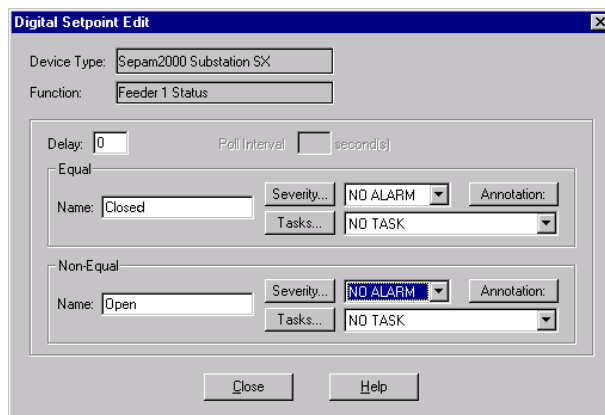 Digital Setpoint Edit
Device Type: Sepam2000 Substation SX
Function: Feeder 1 Status
Delay: 0 Poll Interval second(s)
Equal
Name: Closed Severity... NO ALARM Annotation:
Tasks... NO TASK
Non-Equal
Name: Open Severity... NO ALARM Annotation:
Tasks... NO TASK
Close Help